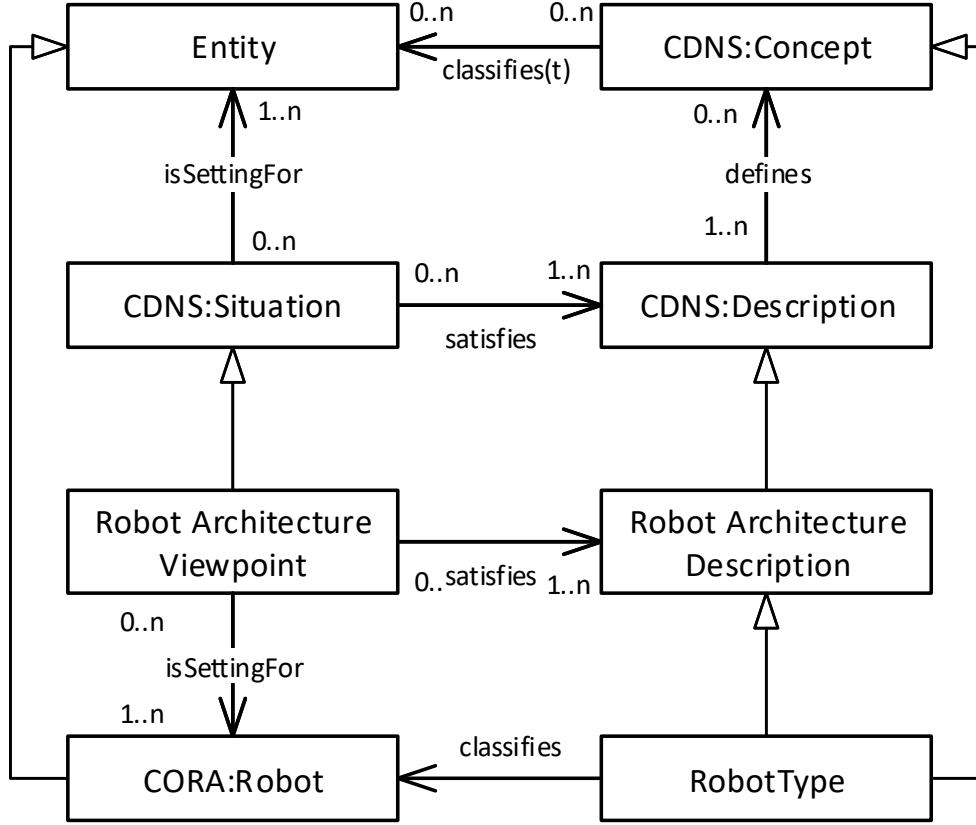 0..n
0..n
Entity
CDNS:Concept
classifies(t)
1..n
0..n
isSettingFor
defines
0..n
1..n
0..n
1..n
CDNS:Situation
CDNS:Description
satisfies
Robot Architecture
Viewpoint
Robot Architecture
Description
0..
satisfies
1..n
0..n
isSettingFor
1..n
classifies
CORA:Robot
RobotType